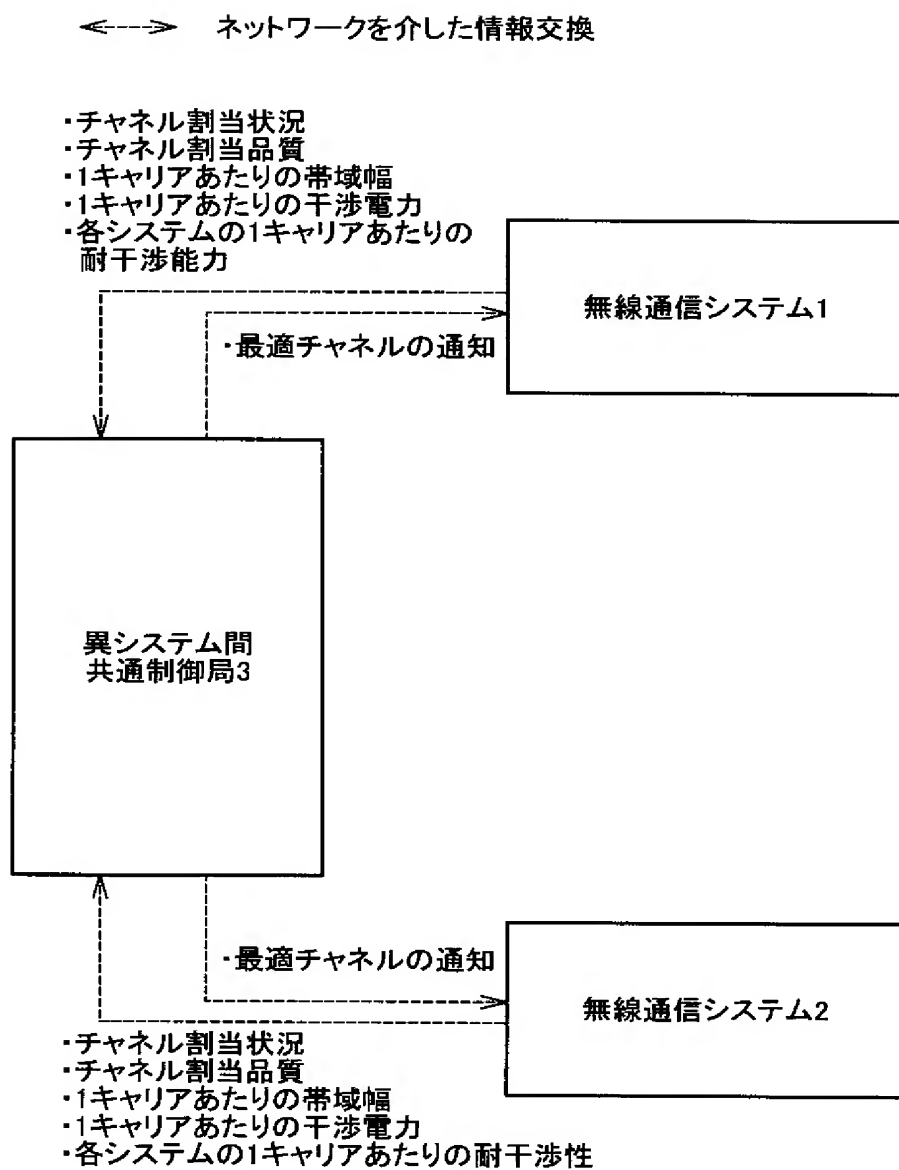 ネットワークを介した情報交換
・チャネル割当状況
・チャネル割当品質
・1キャリアあたりの帯域幅
・1キャリアあたりの干渉電力
・各システムの1キャリアあたりの
耐干渉能力
無線通信システム1
・最適チャネルの通知
異システム間
共通制御局3
・最適チャネルの通知
無線通信システム2
・チャネル割当状況
・チャネル割当品質
・1キャリアあたりの帯域幅
・1キャリアあたりの干渉電力
・各システムの1キャリアあたりの耐干渉性